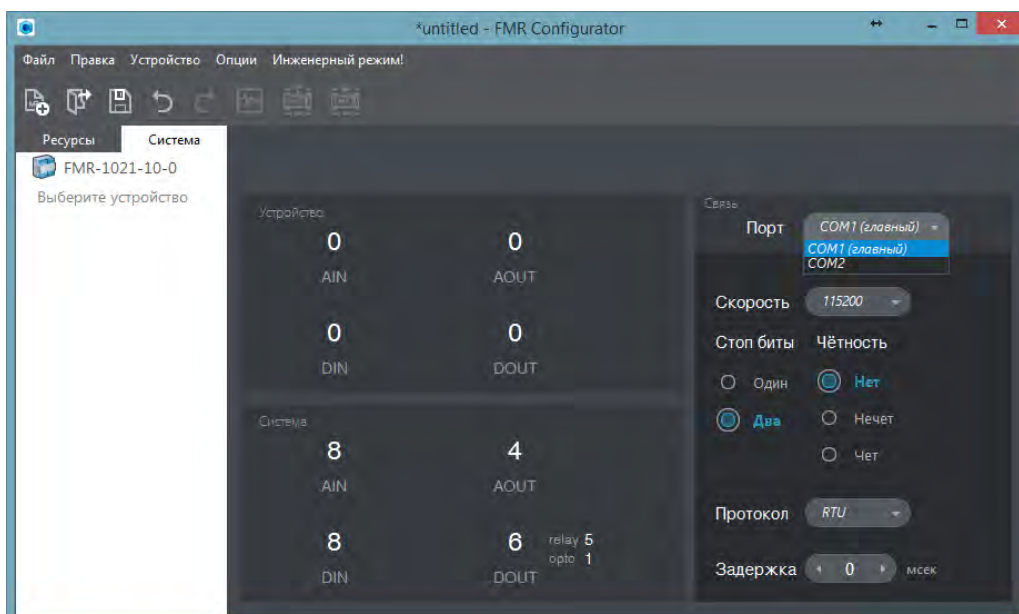 *untitled - FMR Configurator
Файл Правка Устройство Опции Инженерный режим!
Ресурсы Система
FMR-1021-10-0
Выберите устройство
Устройство
0 0
AIN AOUT
0 0
DIN DOUT
Система
8 4
AIN AOUT
8 6 relay 5
opto 1
DIN DOUT
Связь
Порт COM1 (главный)
COM1 (главный)
COM2
Скорость 115200
Стоп биты Чётность
Один Нет
Два Нечет
Чет
Протокол RTU
Задержка 0 мсек